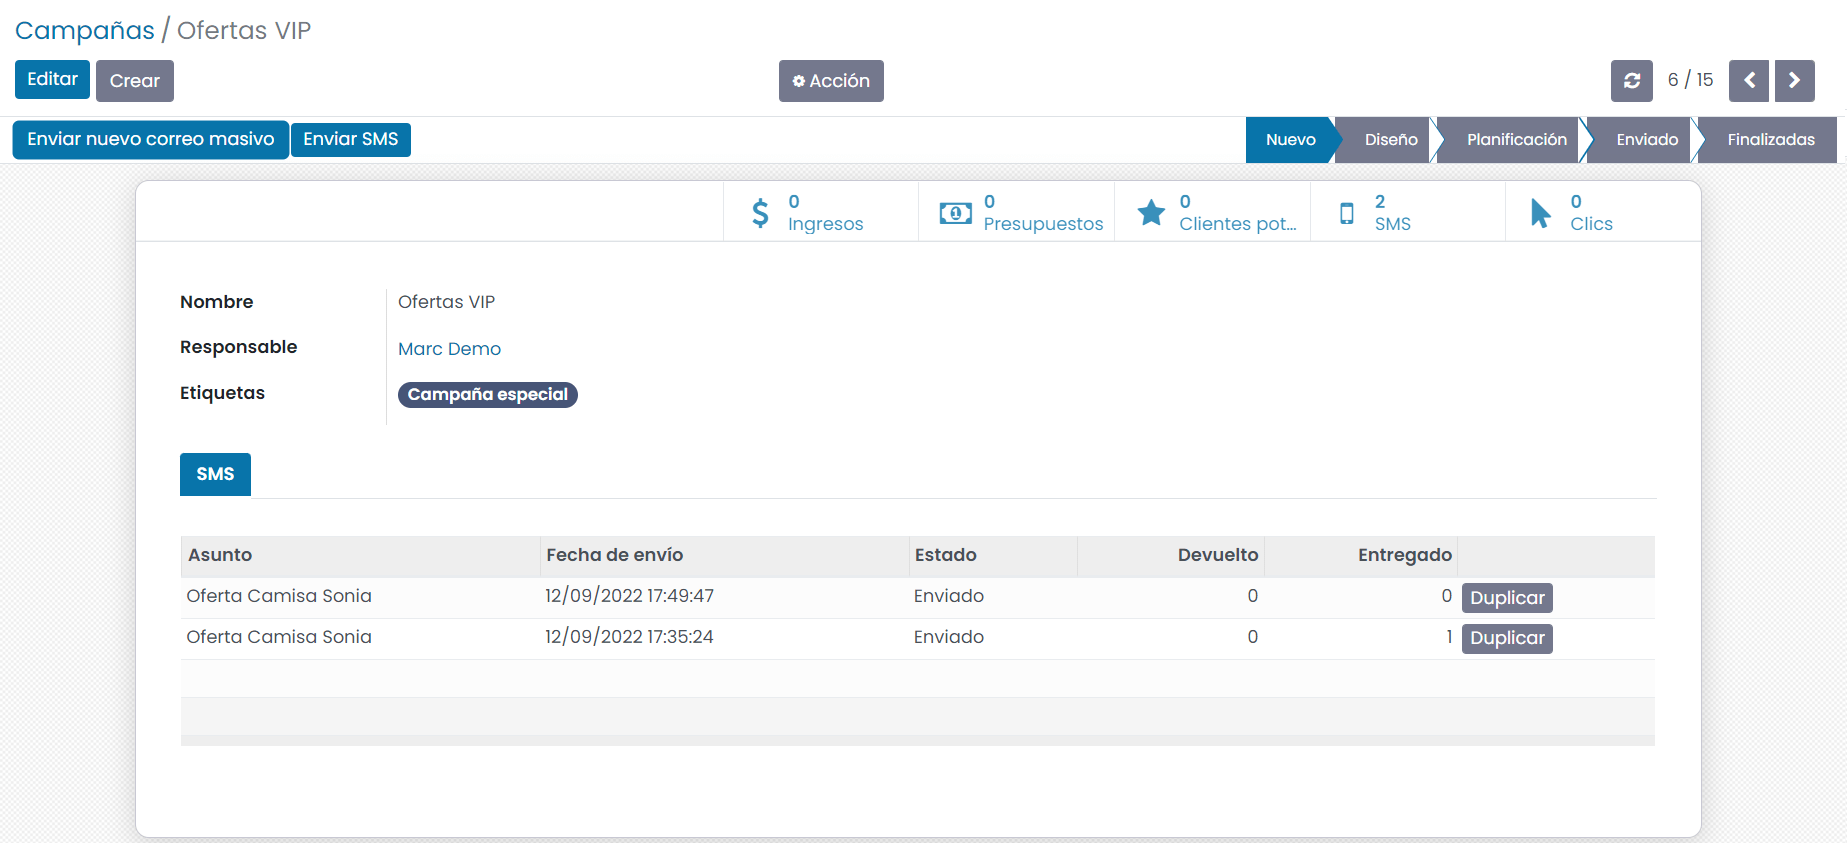 Campañas / Ofertas VIP
Editar Crear Acción 6 / 15
Enviar nuevo correo masivo Enviar SMS Nuevo Diseño Planificación Enviado Finalizadas
0 0 0 2 0
Ingresos Presupuestos Clientes pot... SMS Clics
Nombre Ofertas VIP
Responsable Marc Demo
Etiquetas Campaña especial
SMS
Asunto Fecha de envío Estado Devuelto Entregado
Oferta Camisa Sonia 12/09/2022 17:49:47 Enviado 0 0 Duplicar
Oferta Camisa Sonia 12/09/2022 17:35:24 Enviado 0 1 Duplicar